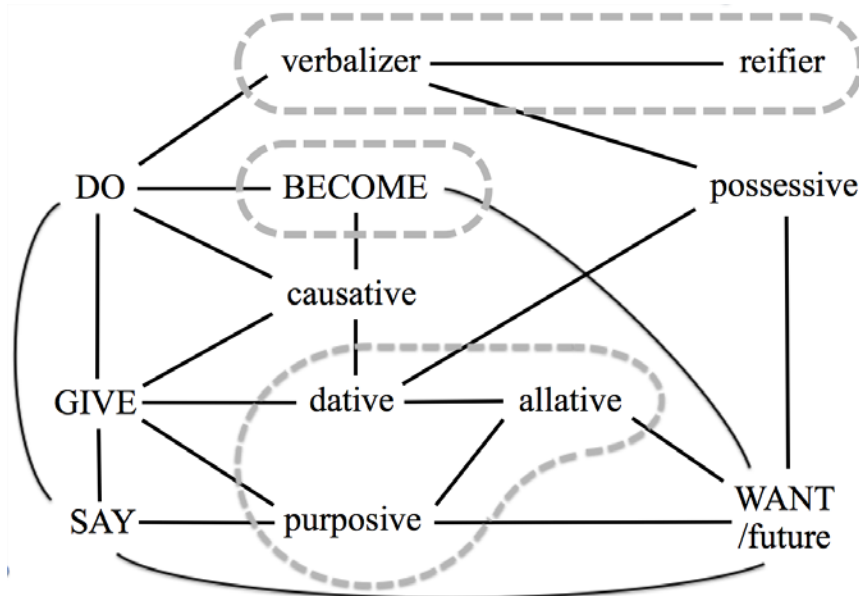 verbalizer reifier
DO BECOME possessive
causative
GIVE dative allative
SAY purposive WANT
/future